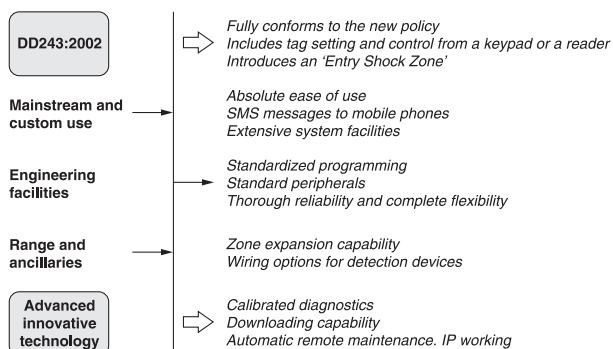 DD243:2002
Fully conforms to the new policy
Includes tag setting and control from a keypad or a reader
Introduces an ‘Entry Shock Zone’
Mainstream and
custom use
Absolute ease of use
SMS messages to mobile phones
Extensive system facilities
Engineering
facilities
Standardized programming
Standard peripherals
Thorough reliability and complete flexibility
Range and
ancillaries
Zone expansion capability
Wiring options for detection devices
Advanced
innovative
technology
Calibrated diagnostics
Downloading capability
Automatic remote maintenance. IP working